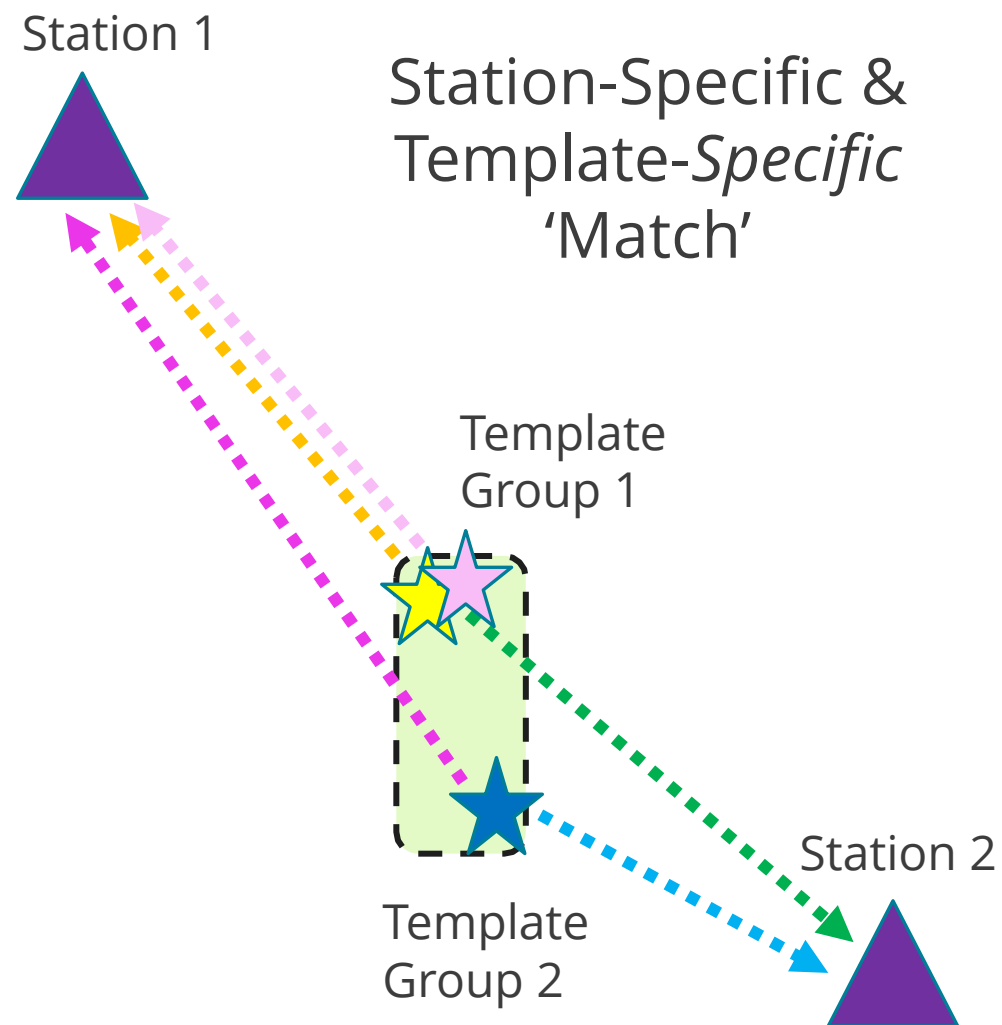 Station 1
Station-Specific &
Template-Specific
‘Match’
Template
Group 1
Station 2
Template
Group 2